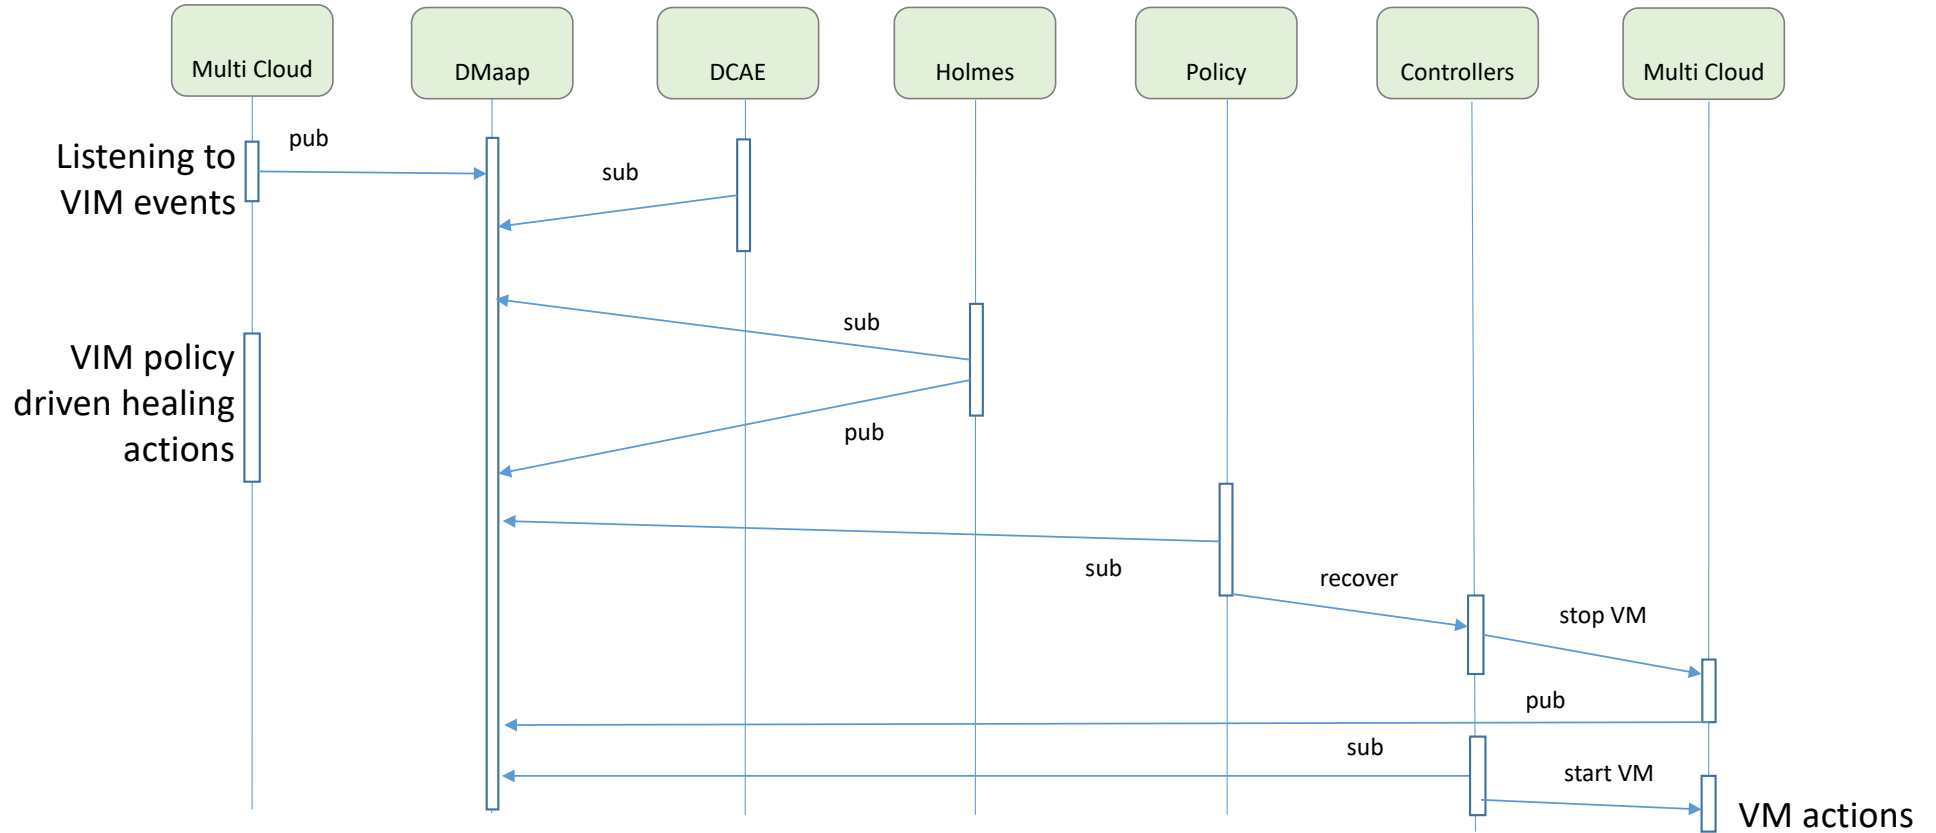 Multi Cloud
DMaap
DCAE
Holmes
Policy
Controllers
Multi Cloud
Listening to
VIM events
pub
sub
sub
VIM policy
driven healing
actions
pub
sub
recover
stop VM
pub
sub
start VM
VM actions